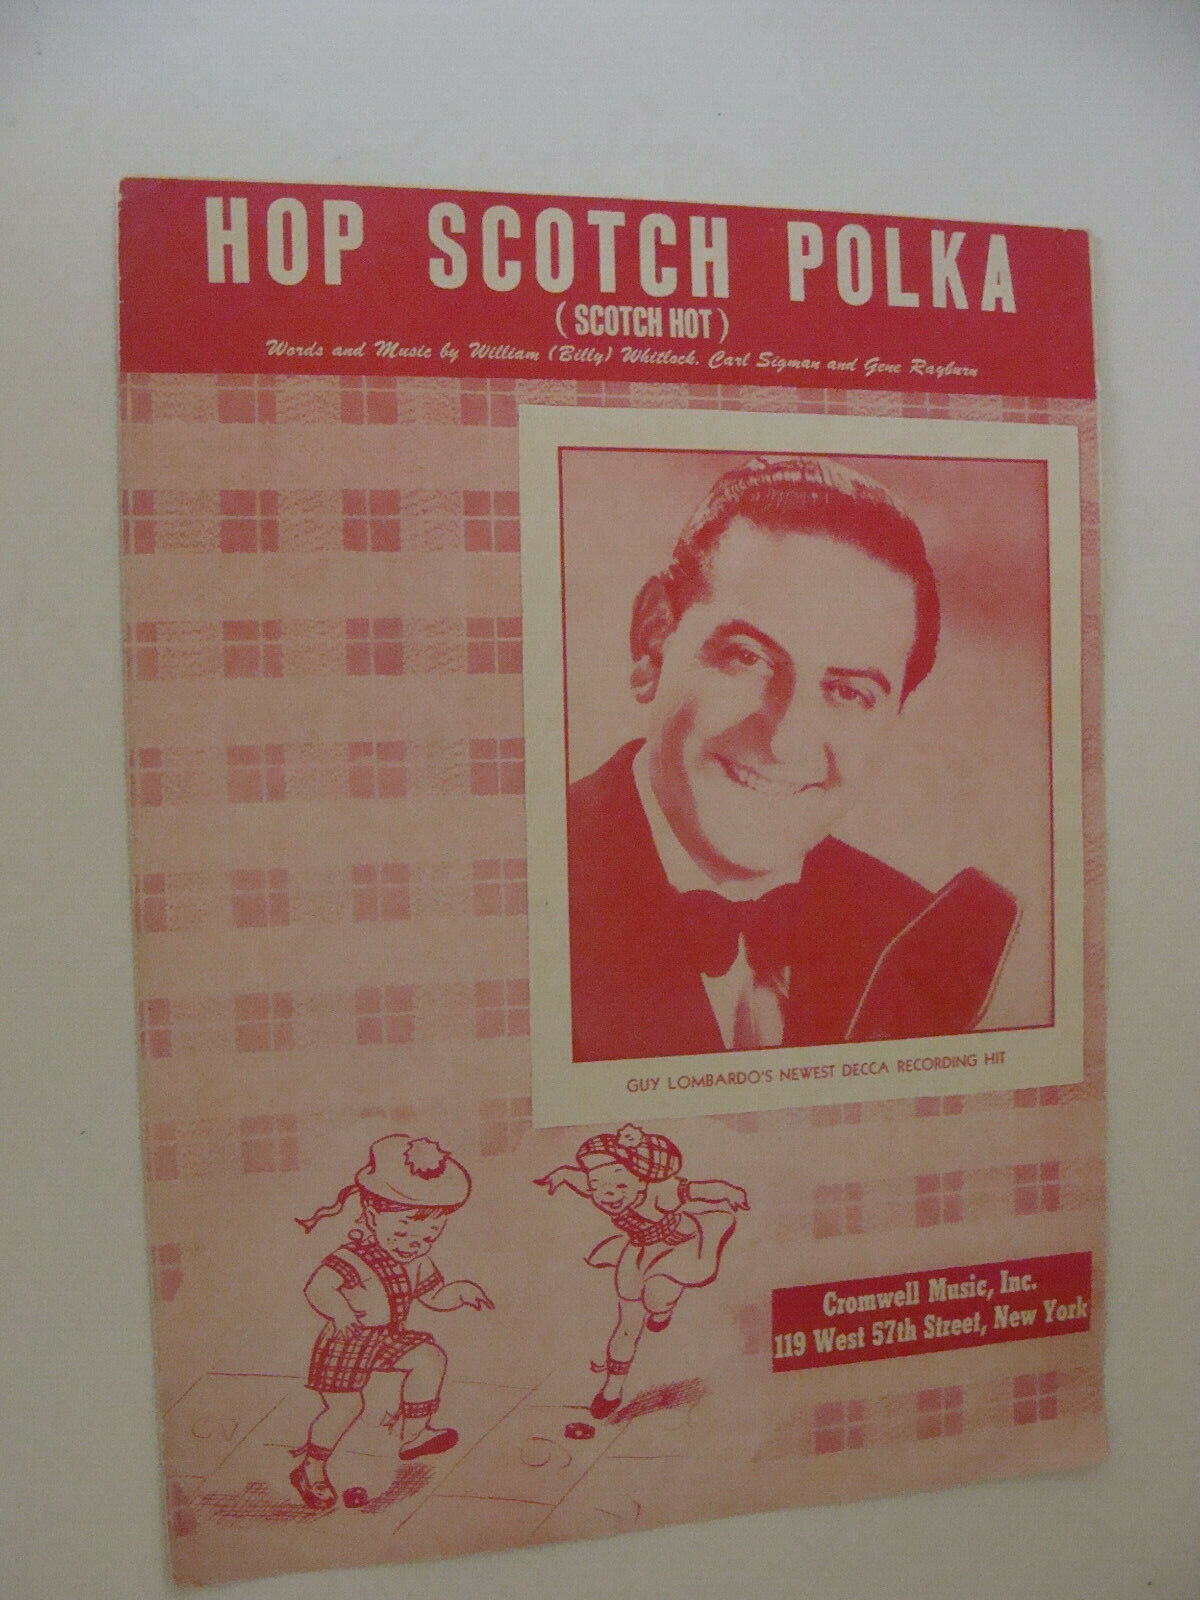 HOP SCOTCH POLKA
(SCOTCH HOT)
Words and Music by William (Billy) Whitlock, Carl Sigman and Gene Rayburn
GUY LOMBARDO'S NEWEST DECCA RECORDING HIT
Cromwell Music, Inc.
119 West 57th Street, New York